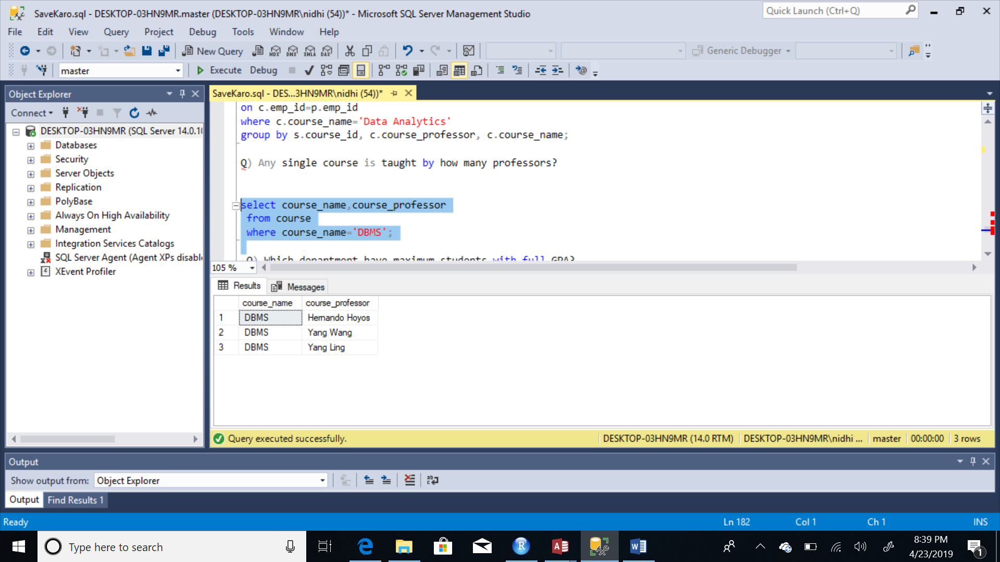 SaveKaro.sql - DESKTOP-03HN9MR.master (DESKTOP-03HN9MR\nidhi (54))* - Microsoft SQL Server Management Studio
Quick Launch (Ctrl+Q)
File Edit View Query Project Debug Tools Window Help
New Query
MDX DMX XMLA DAX
Generic Debugger
master
Execute Debug
Object Explorer
Connect
DESKTOP-03HN9MR (SQL Server 14.0.10
Databases
Security
Server Objects
Replication
PolyBase
Always On High Availability
Management
Integration Services Catalogs
SQL Server Agent (Agent XPs disabl
XEvent Profiler
SaveKaro.sql - DES...3HN9MR\nidhi (54))*
on c.emp_id=p.emp_id
where c.course_name='Data Analytics'
group by s.course_id, c.course_professor, c.course_name;
Q) Any single course is taught by how many professors?
select course_name,course_professor
from course
where course_name='DBMS';
Q) Which department have maximum students with full GPA?
105 %
Results Messages
course_name course_professor
1 DBMS Hernando Hoyos
2 DBMS Yang Wang
3 DBMS Yang Ling
Query executed successfully.
DESKTOP-03HN9MR (14.0 RTM) DESKTOP-03HN9MR\nidhi ... master 00:00:00 3 rows
Output
Show output from: Object Explorer
Output Find Results 1
Ready
Ln 182 Col 1 Ch 1 INS
Type here to search
8:39 PM
4/23/2019
1